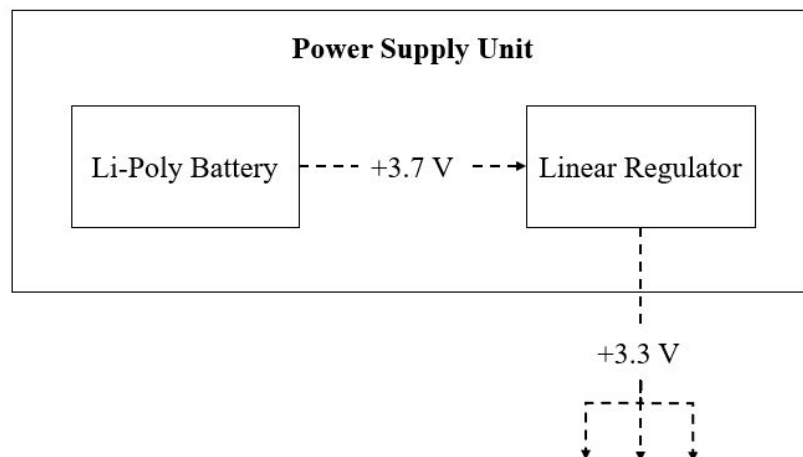 Power Supply Unit
Li-Poly Battery
+3.7 V
Linear Regulator
+3.3 V